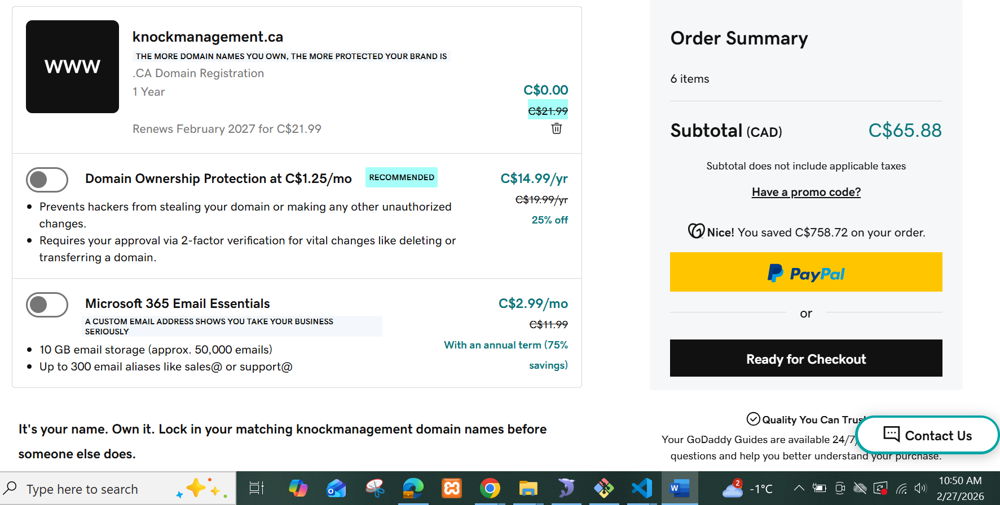 www
knockmanagement.ca
THE MORE DOMAIN NAMES YOU OWN, THE MORE PROTECTED YOUR BRAND IS
.CA Domain Registration
1 Year
C$0.00
C$21.99
Renews February 2027 for C$21.99
Domain Ownership Protection at C$1.25/mo
RECOMMENDED
C$14.99/yr
C$19.99/yr
25% off
Prevents hackers from stealing your domain or making any other unauthorized
changes.
Requires your approval via 2-factor verification for vital changes like deleting or
transferring a domain.
Microsoft 365 Email Essentials
A CUSTOM EMAIL ADDRESS SHOWS YOU TAKE YOUR BUSINESS
SERIOUSLY
C$2.99/mo
C$11.99
With an annual term (75%
savings)
10 GB email storage (approx. 50,000 emails)
Up to 300 email aliases like sales@ or support@
It's your name. Own it. Lock in your matching knockmanagement domain names before
someone else does.
Order Summary
6 items
Subtotal (CAD)
C$65.88
Subtotal does not include applicable taxes
Have a promo code?
Nice! You saved C$758.72 on your order.
PayPal
or
Ready for Checkout
Quality You Can Trust
Your GoDaddy Guides are available 24/7,
questions and help you better understand your purchase.
Contact Us
Type here to search
2
-1°C
10:50 AM
2/27/2026